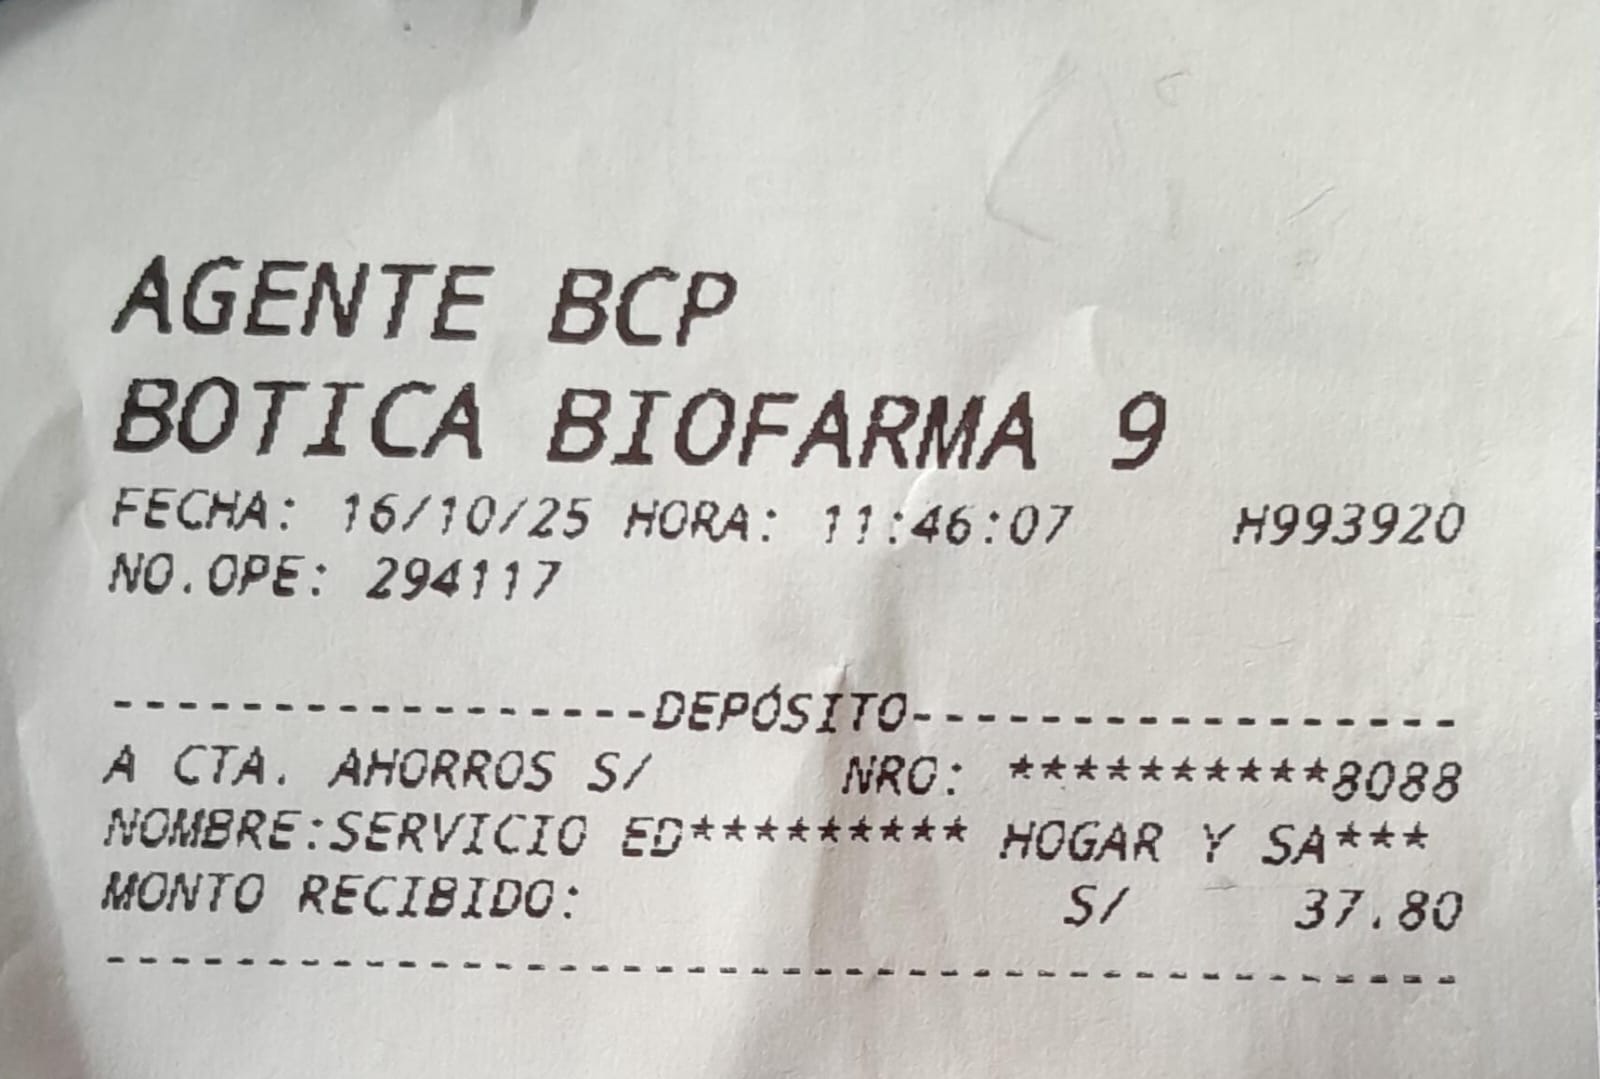 AGENTE BCP
BOTICA BIOFARMA 9
FECHA: 16/10/25 HORA: 11:46:07 H993920
NO.OPE: 294117
------------------DEPÓSITO------------------
A CTA. AHORROS S/ NRO: **********8088
NOMBRE:SERVICIO ED********* HOGAR Y SA***
MONTO RECIBIDO: S/ 37.80
--------------------------------------------